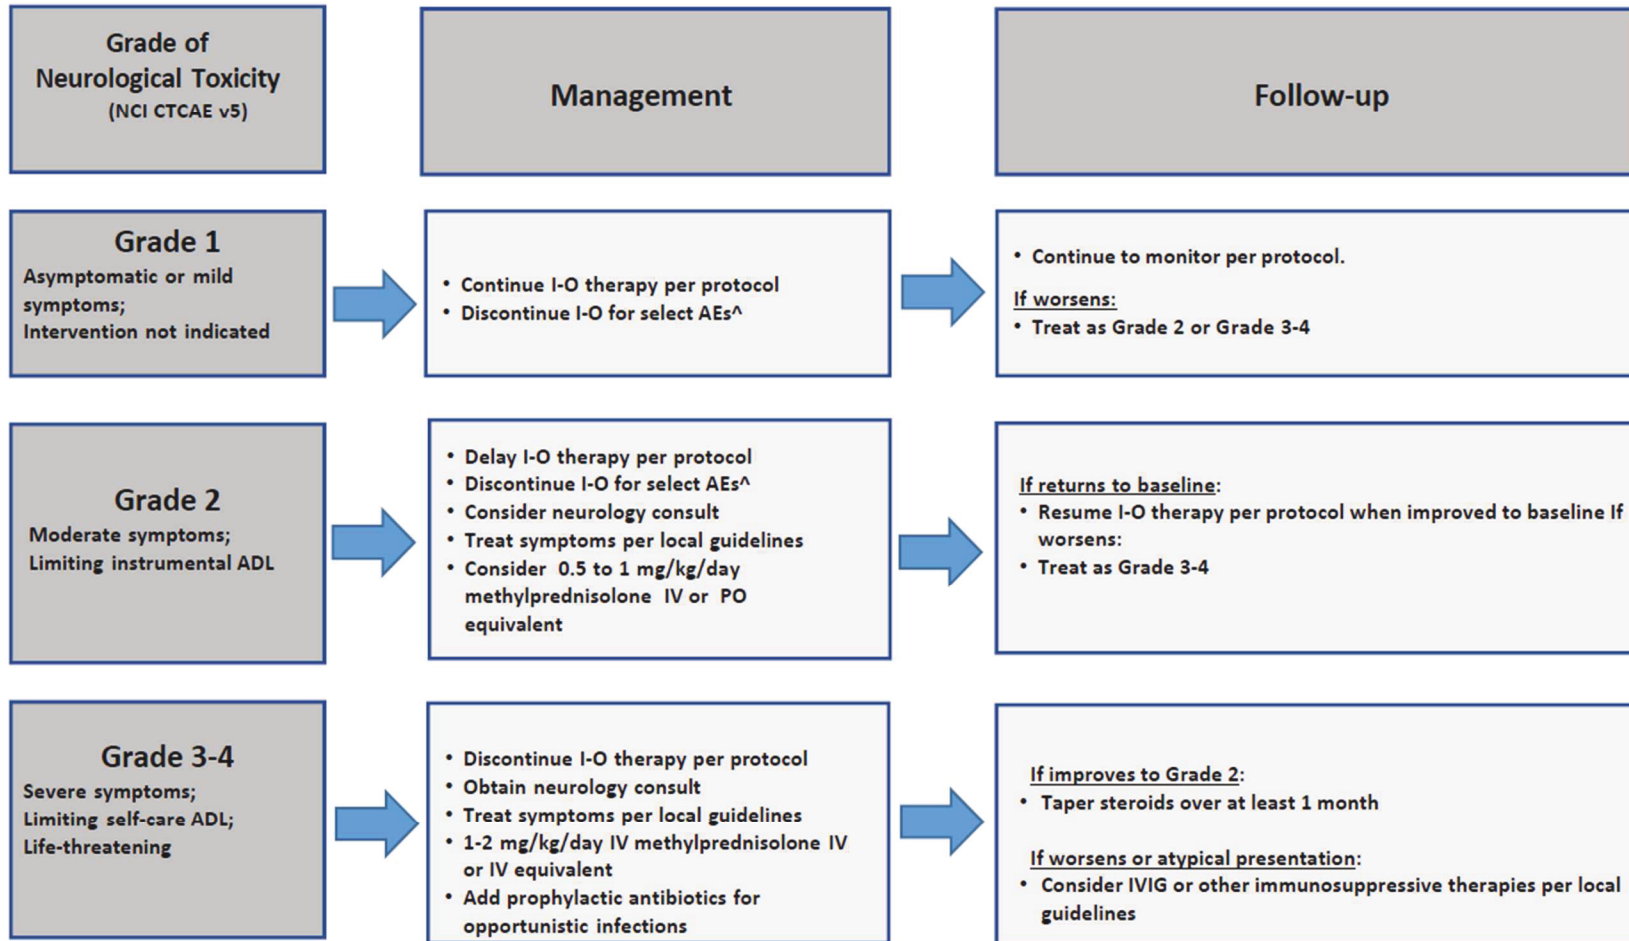 Grade of
Neurological Toxicity
(NCI CTCAE v5)
Management
Follow-up
Grade 1
Asymptomatic or mild
symptoms;
Intervention not indicated
• Continue I-O therapy per protocol
• Discontinue I-O for select AEs^
• Continue to monitor per protocol.
If worsens:
• Treat as Grade 2 or Grade 3-4
Grade 2
Moderate symptoms;
Limiting instrumental ADL
• Delay I-O therapy per protocol
• Discontinue I-O for select AEs^
• Consider neurology consult
• Treat symptoms per local guidelines
• Consider 0.5 to 1 mg/kg/day
methylprednisolone IV or PO
equivalent
If returns to baseline:
• Resume I-O therapy per protocol when improved to baseline If
worsens:
• Treat as Grade 3-4
Grade 3-4
Severe symptoms;
Limiting self-care ADL;
Life-threatening
• Discontinue I-O therapy per protocol
• Obtain neurology consult
• Treat symptoms per local guidelines
• 1-2 mg/kg/day IV methylprednisolone IV
or IV equivalent
• Add prophylactic antibiotics for
opportunistic infections
If improves to Grade 2:
• Taper steroids over at least 1 month
If worsens or atypical presentation:
• Consider IVIG or other immunosuppressive therapies per local
guidelines